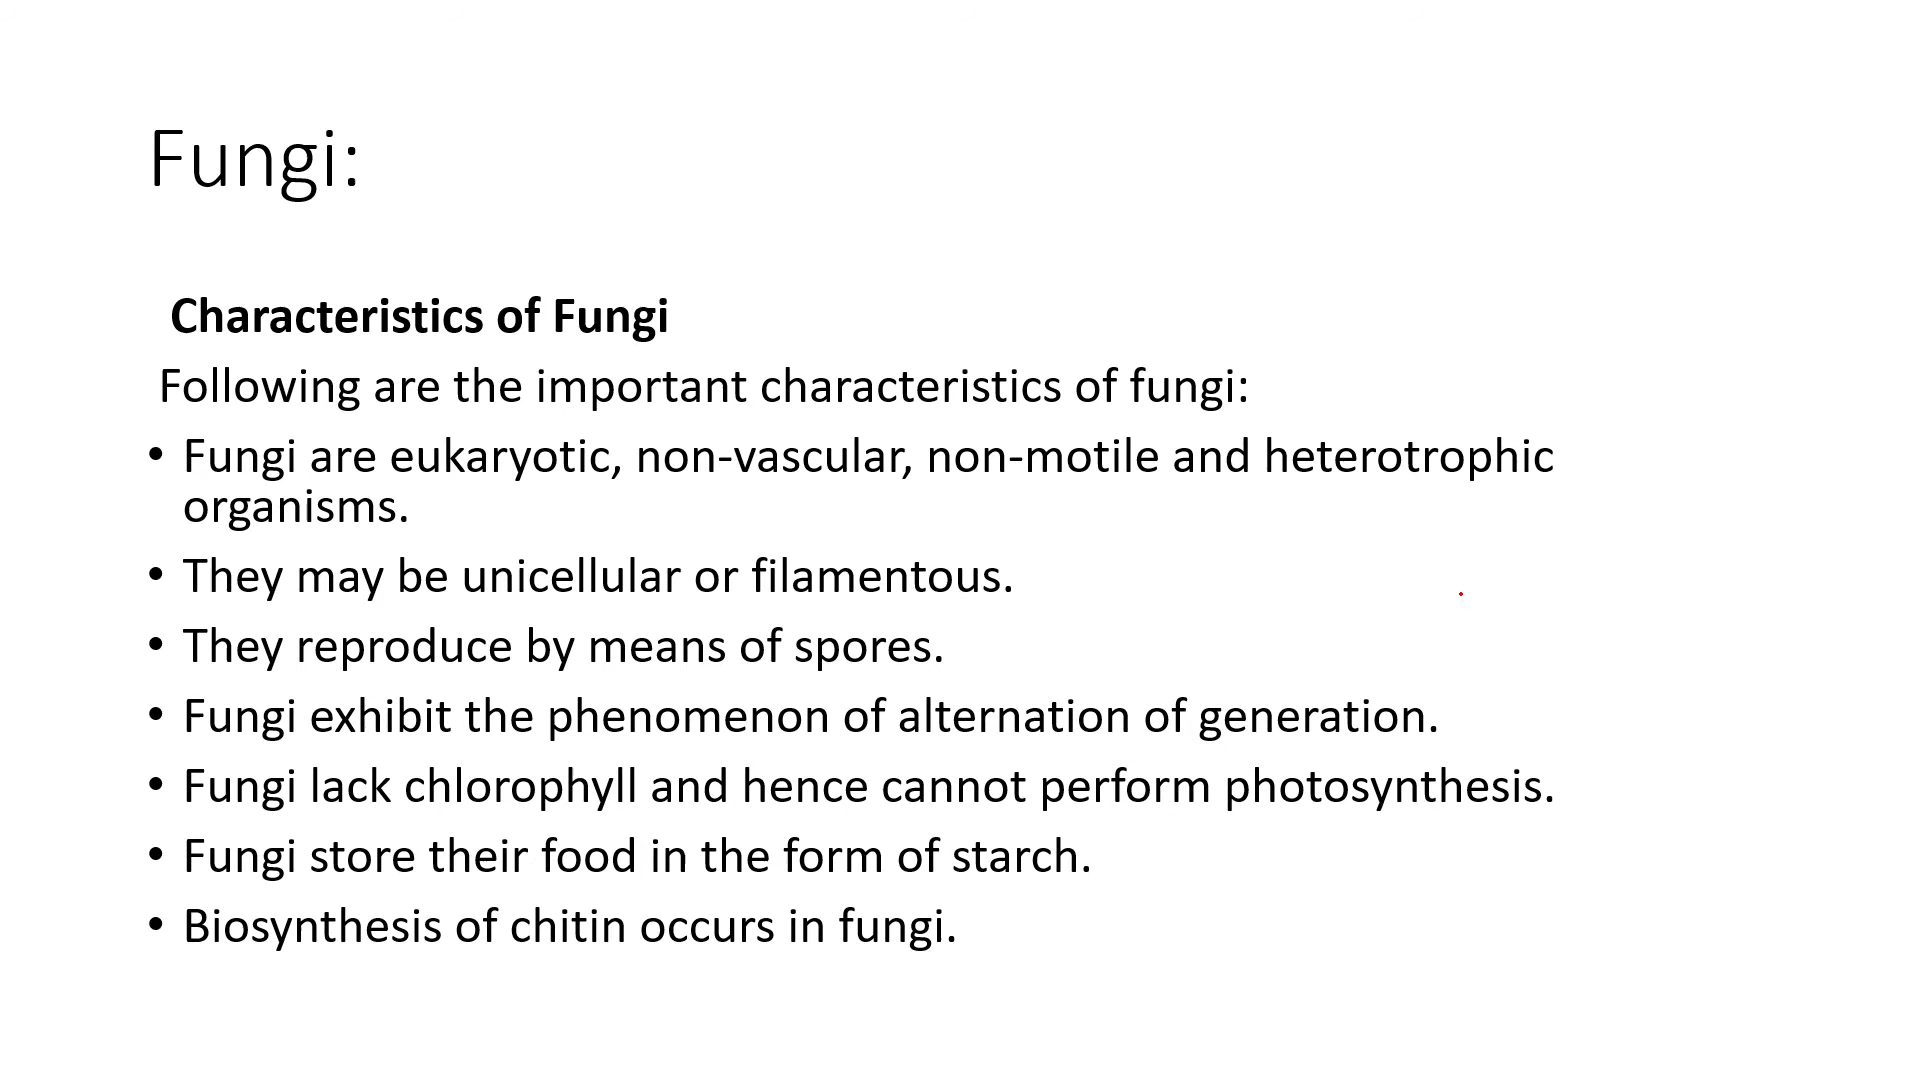 Fungi:
Characteristics of Fungi
Following are the important characteristics of fungi:
• Fungi are eukaryotic, non-vascular, non-motile and heterotrophic
organisms.
• They may be unicellular or filamentous.
• They reproduce by means of spores.
• Fungi exhibit the phenomenon of alternation of generation.
• Fungi lack chlorophyll and hence cannot perform photosynthesis.
• Fungi store their food in the form of starch.
• Biosynthesis of chitin occurs in fungi.